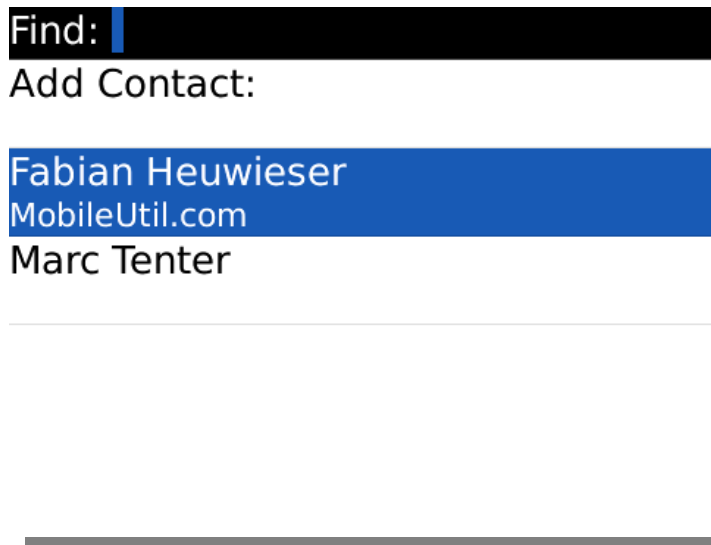 Find:
Add Contact:
Fabian Heuwieser
MobileUtil.com
Marc Tenter